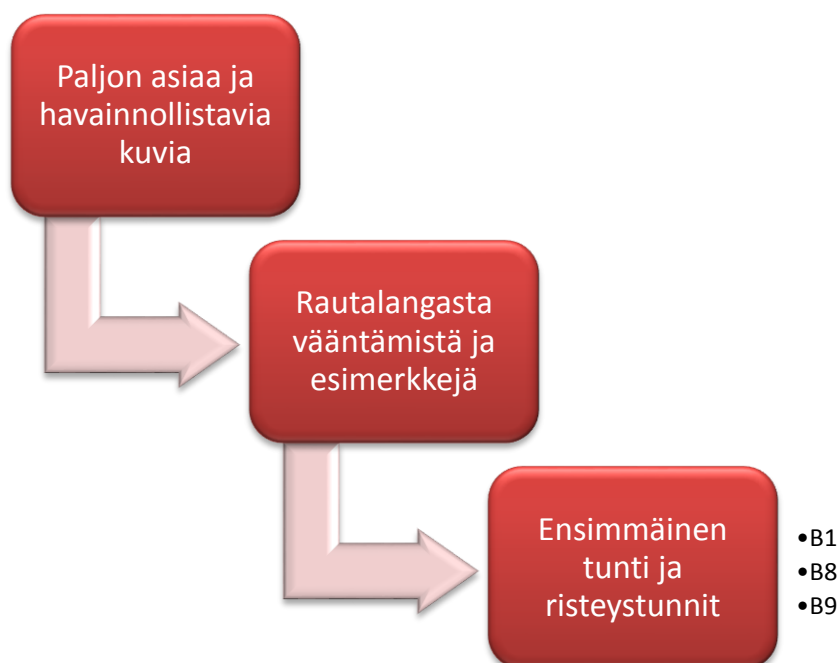 Paljon asiaa ja
havainnollistavia
kuvia
Rautalangasta
vääntämistä ja
esimerkkejä
Ensimmäinen
tunti ja
risteystunnit
•B1
•B8
•B9